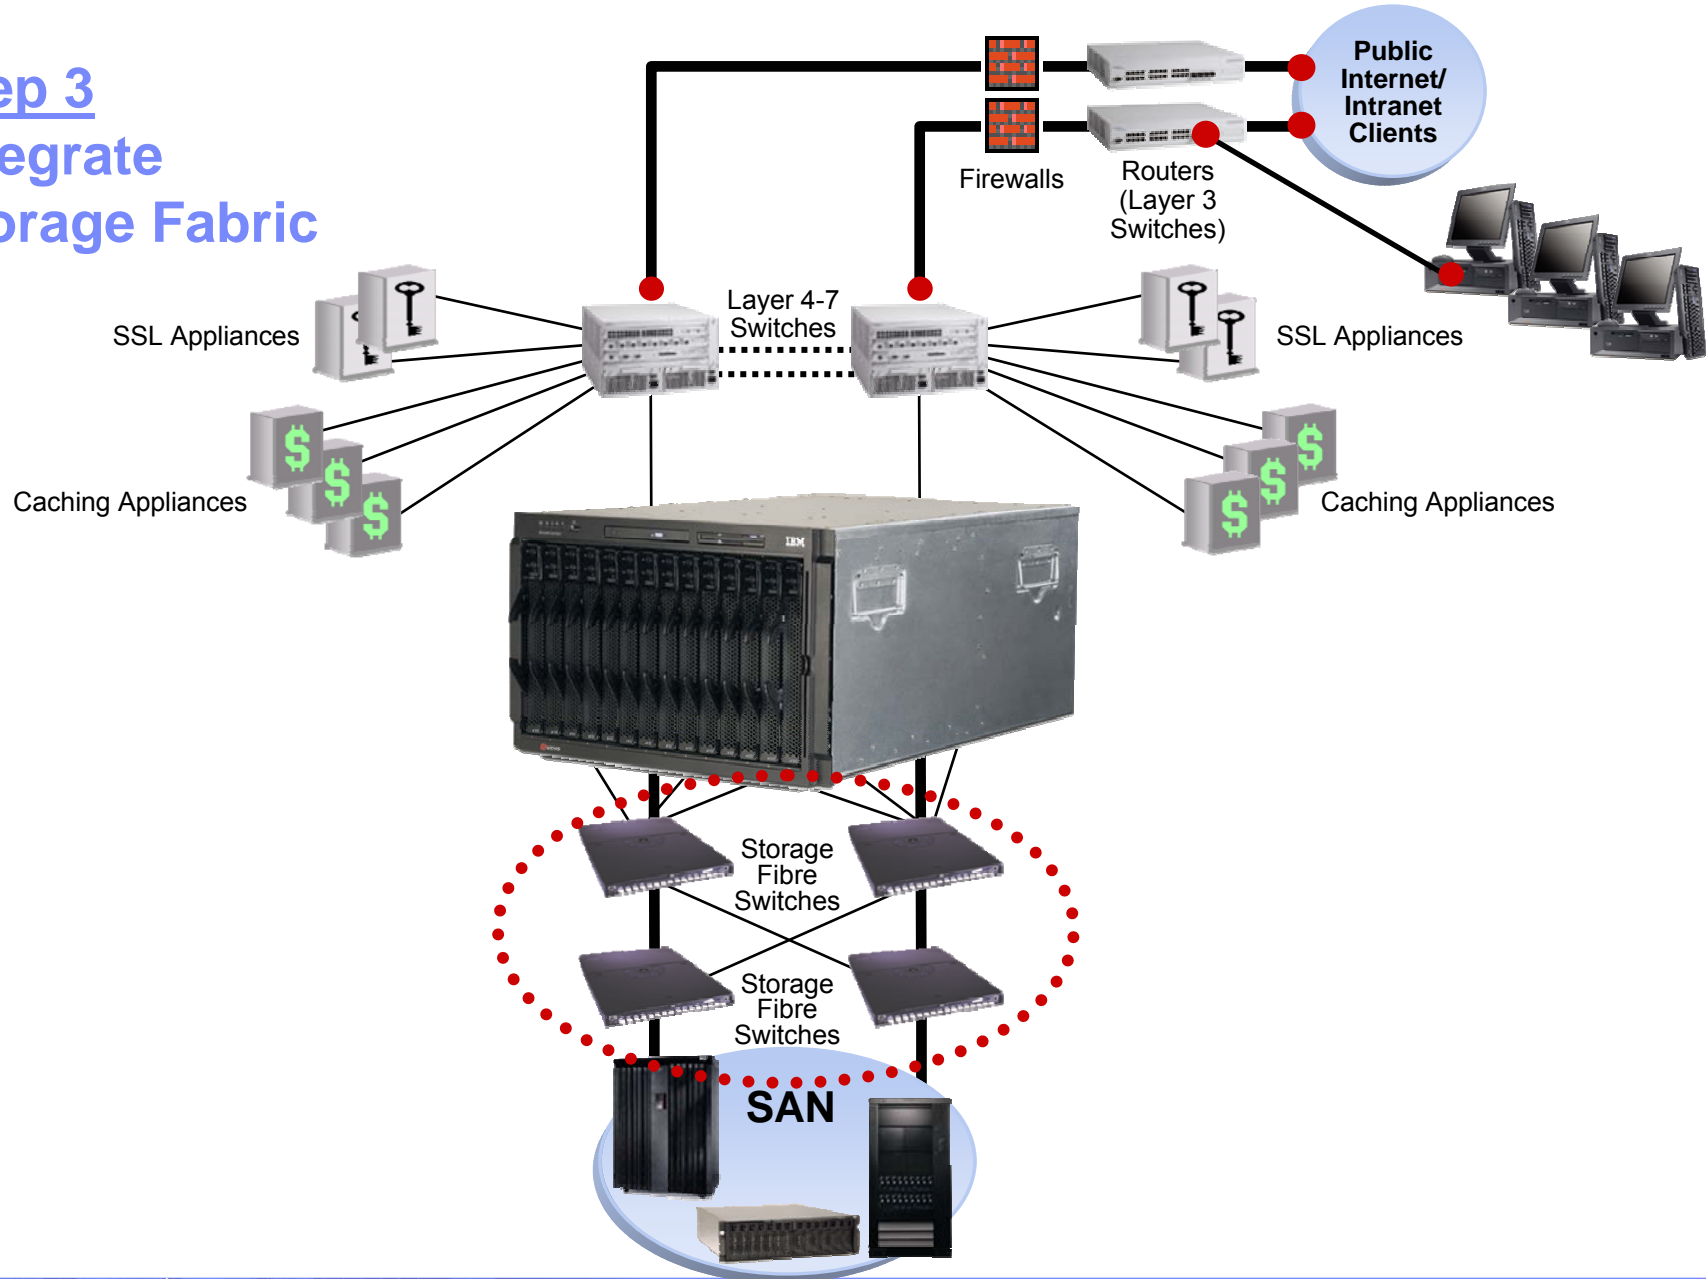 ep 3
egrate
orage Fabric
Public
Internet/
Intranet
Clients
Firewalls
Routers
(Layer 3
Switches)
Layer 4-7
Switches
SSL Appliances
SSL Appliances
$
$
$
$
$
$
Caching Appliances
Caching Appliances
IBM
Storage
Fibre
Switches
Storage
Fibre
Switches
SAN